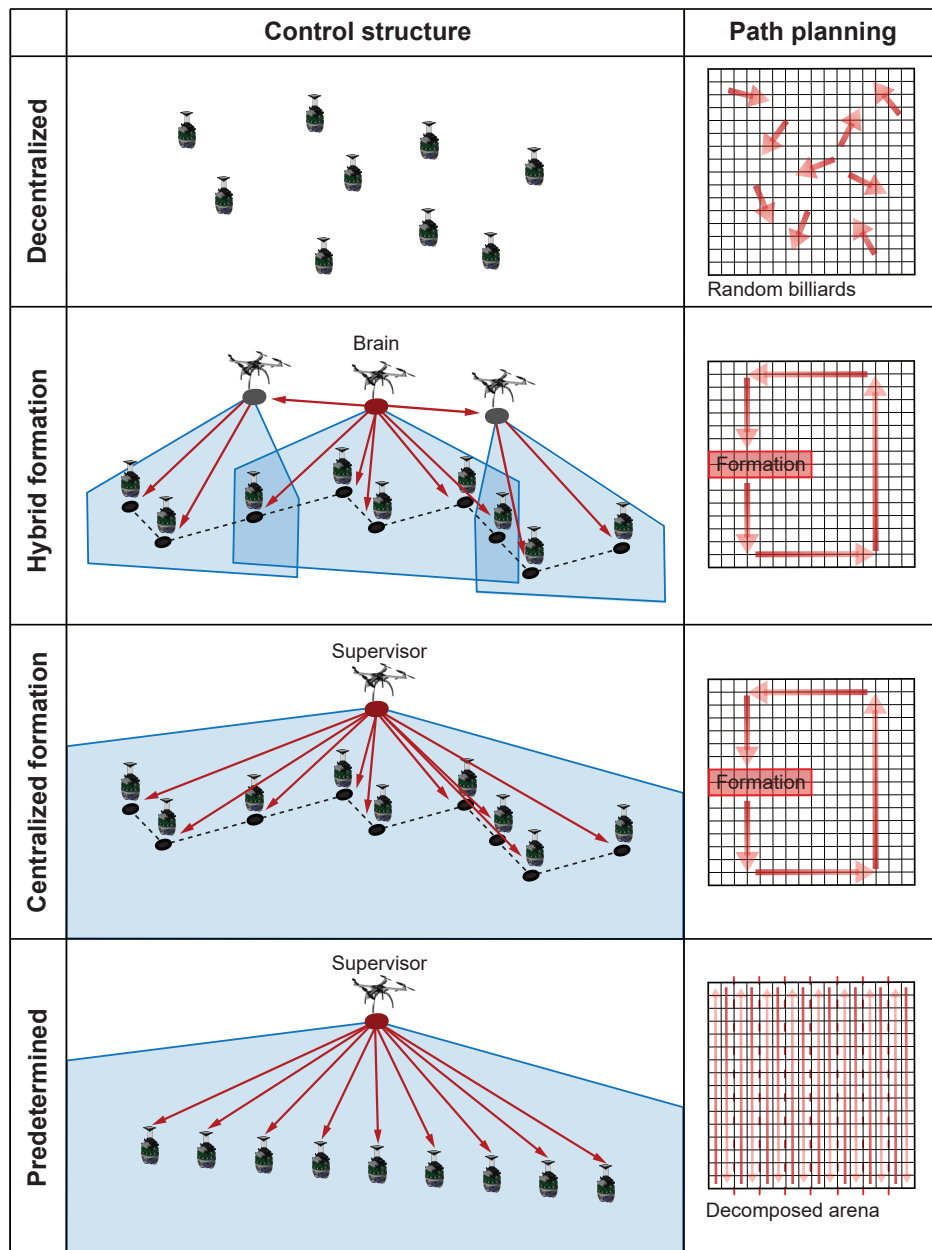 Control structure
Path planning
Decentralized
Random billiards
Hybrid formation
Brain
Formation
Centralized formation
Supervisor
Formation
Predetermined
Supervisor
Decomposed arena